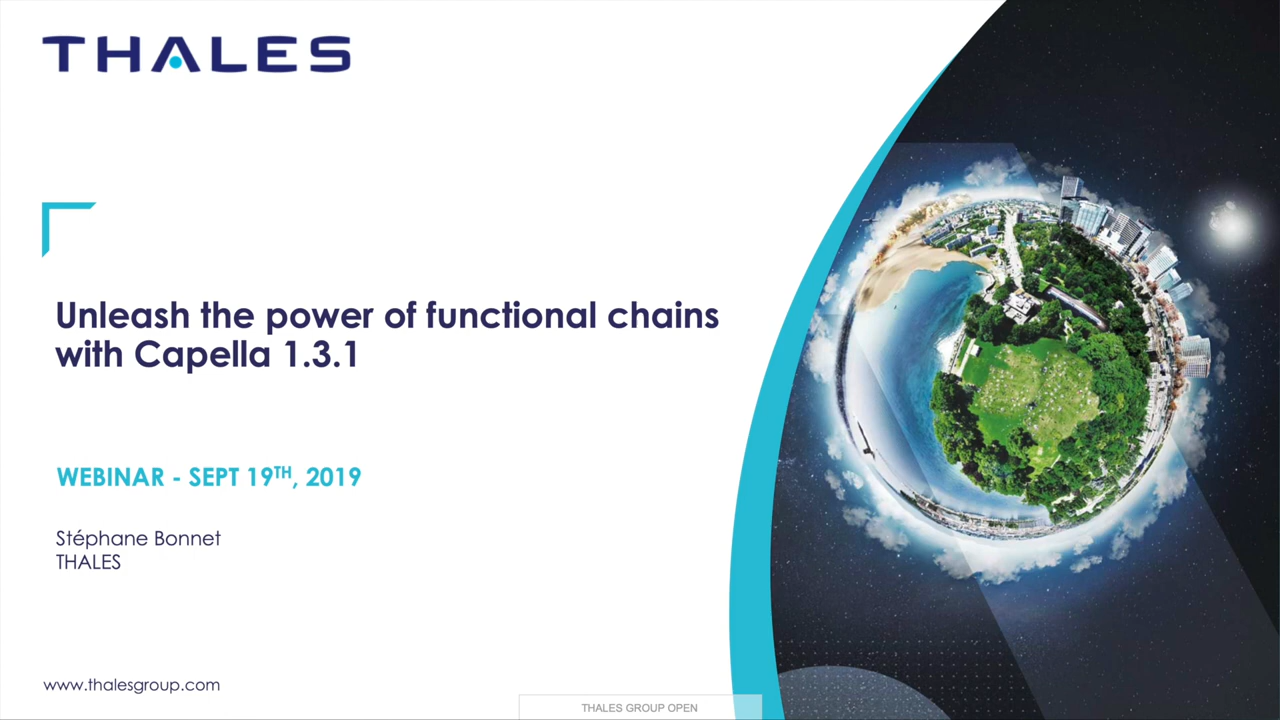 THALES
Unleash the power of functional chains
with Capella 1.3.1
WEBINAR - SEPT 19TH, 2019
Stéphane Bonnet
THALES
www.thalesgroup.com
THALES GROUP OPEN